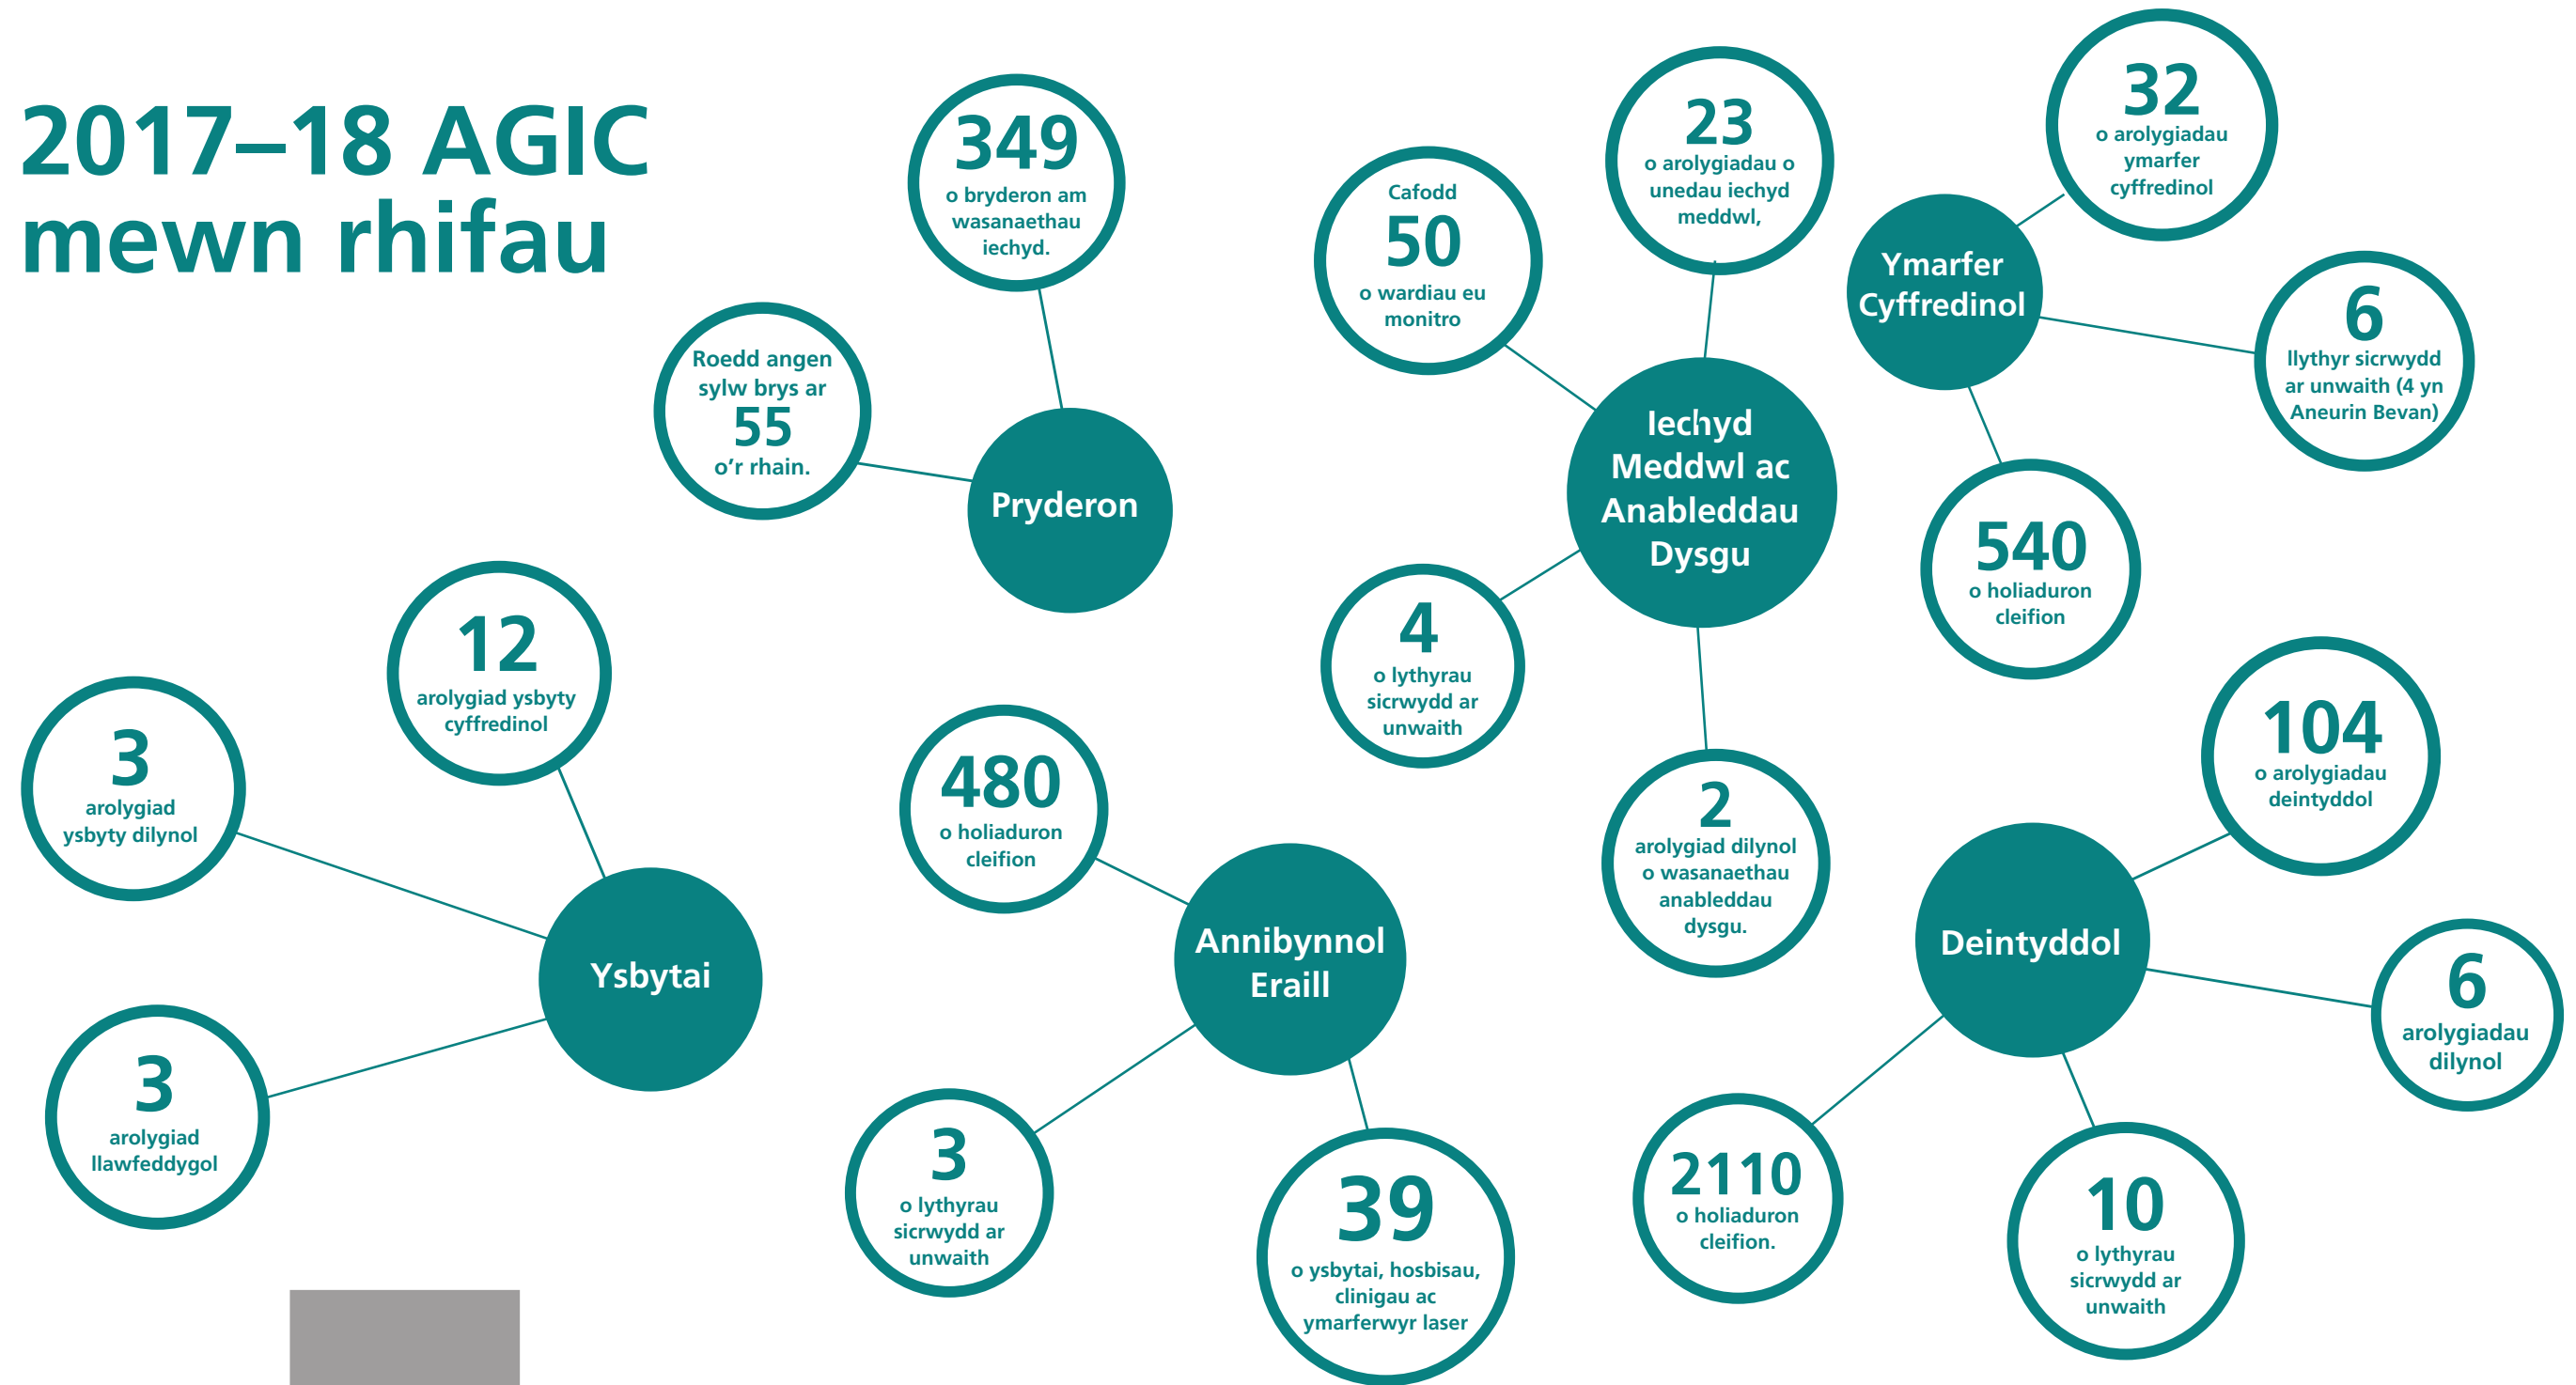 2017–18 AGIC
mewn rhifau
349
o bryderon am
wasanaethau
iechyd.
Roedd angen
sylw brys ar
55
o’r rhain.
Pryderon
Cafodd
50
o wardiau eu
monitro
23
o arolygiadau o
unedau iechyd
meddwl,
Iechyd
Meddwl ac
Anableddau
Dysgu
4
o lythyrau
sicrwydd ar
unwaith
2
arolygiad dilynol
o wasanaethau
anableddau
dysgu.
32
o arolygiadau
ymarfer
cyffredinol
Ymarfer
Cyffredinol
6
llythyr sicrwydd
ar unwaith (4 yn
Aneurin Bevan)
540
o holiaduron
cleifion
12
arolygiad ysbyty
cyffredinol
3
arolygiad
ysbyty dilynol
Ysbytai
3
arolygiad
llawfeddygol
480
o holiaduron
cleifion
Annibynnol
Eraill
3
o lythyrau
sicrwydd ar
unwaith
39
o ysbytai, hosbisau,
clinigau ac
ymarferwyr laser
104
o arolygiadau
deintyddol
Deintyddol
6
arolygiadau
dilynol
2110
o holiaduron
cleifion.
10
o lythyrau
sicrwydd ar
unwaith